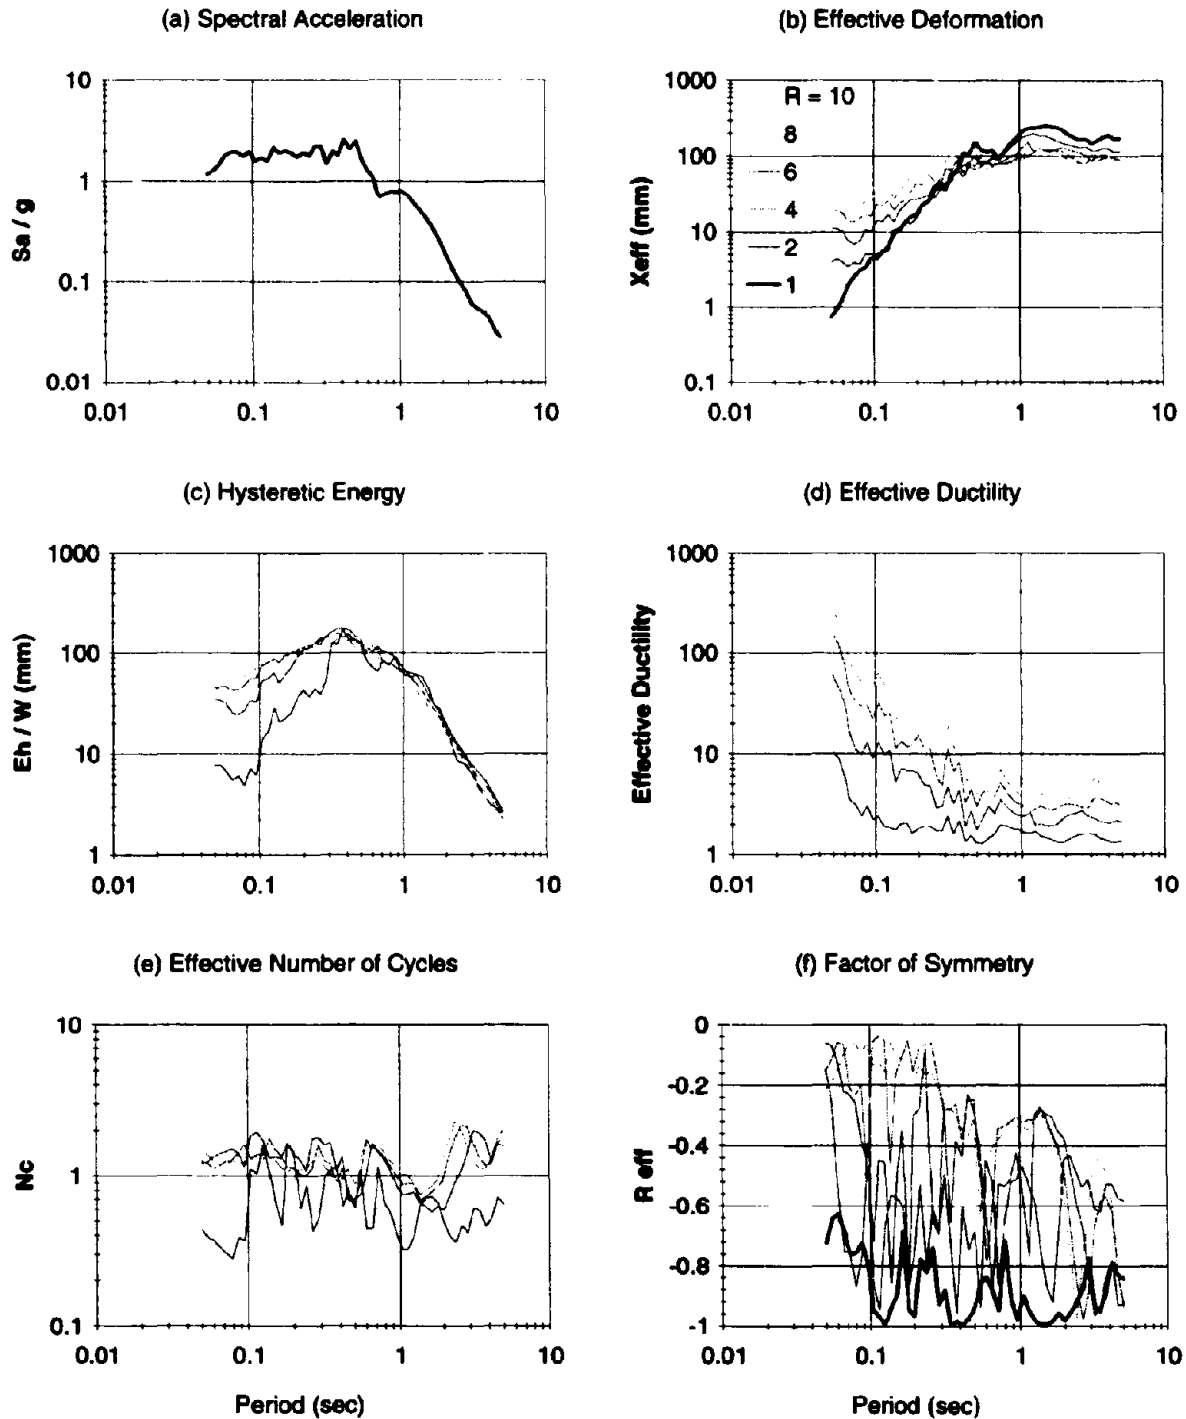 (a) Spectral Acceleration
(b) Effective Deformation
10
1
0.1
0.01
Sa / g
0.01 0.1 1 10
1000
100
10
1
0.1
Xeff (mm)
R = 10
8
6
4
2
1
0.01 0.1 1 10
(c) Hysteretic Energy
(d) Effective Ductility
1000
100
10
1
Eh / W (mm)
0.01 0.1 1 10
1000
100
10
1
Effective Ductility
0.01 0.1 1 10
(e) Effective Number of Cycles
(f) Factor of Symmetry
10
1
0.1
Nc
0.01 0.1 1 10
Period (sec)
0
-0.2
-0.4
-0.6
-0.8
-1
R eff
0.01 0.1 1 10
Period (sec)